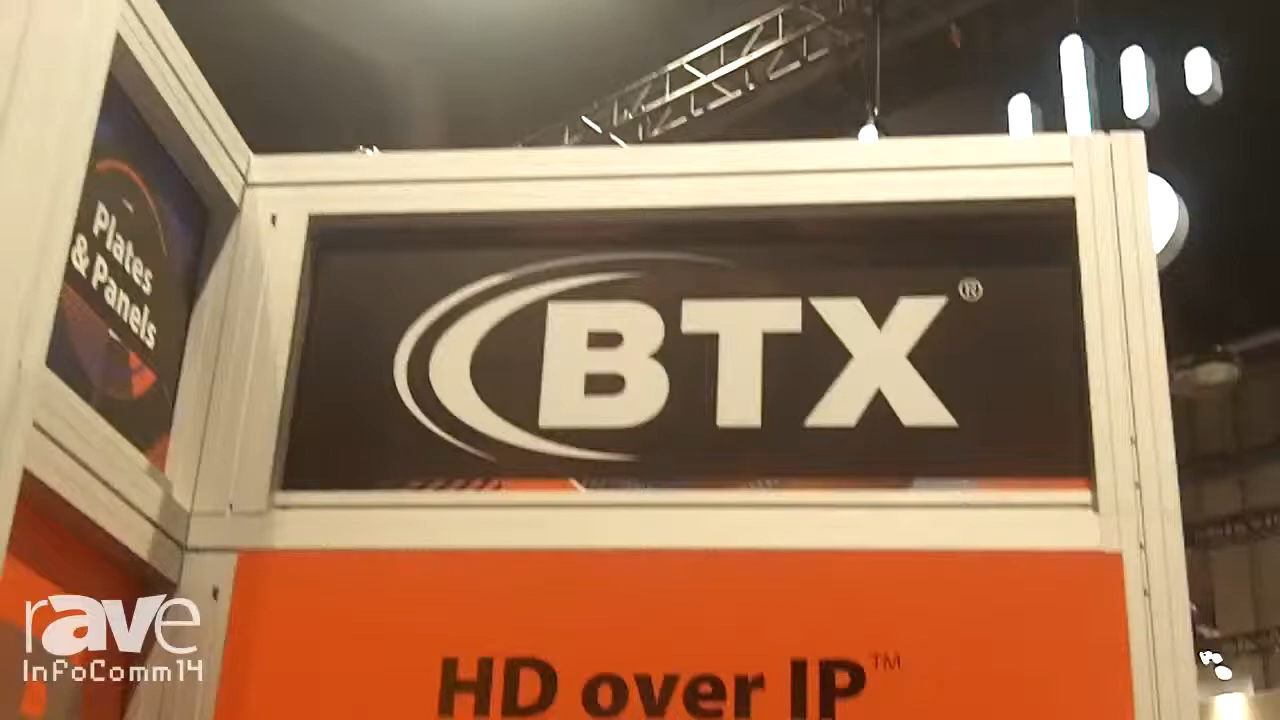 Plates
& Panels
BTX®
HD over IP™
rAVe
InFoComm14